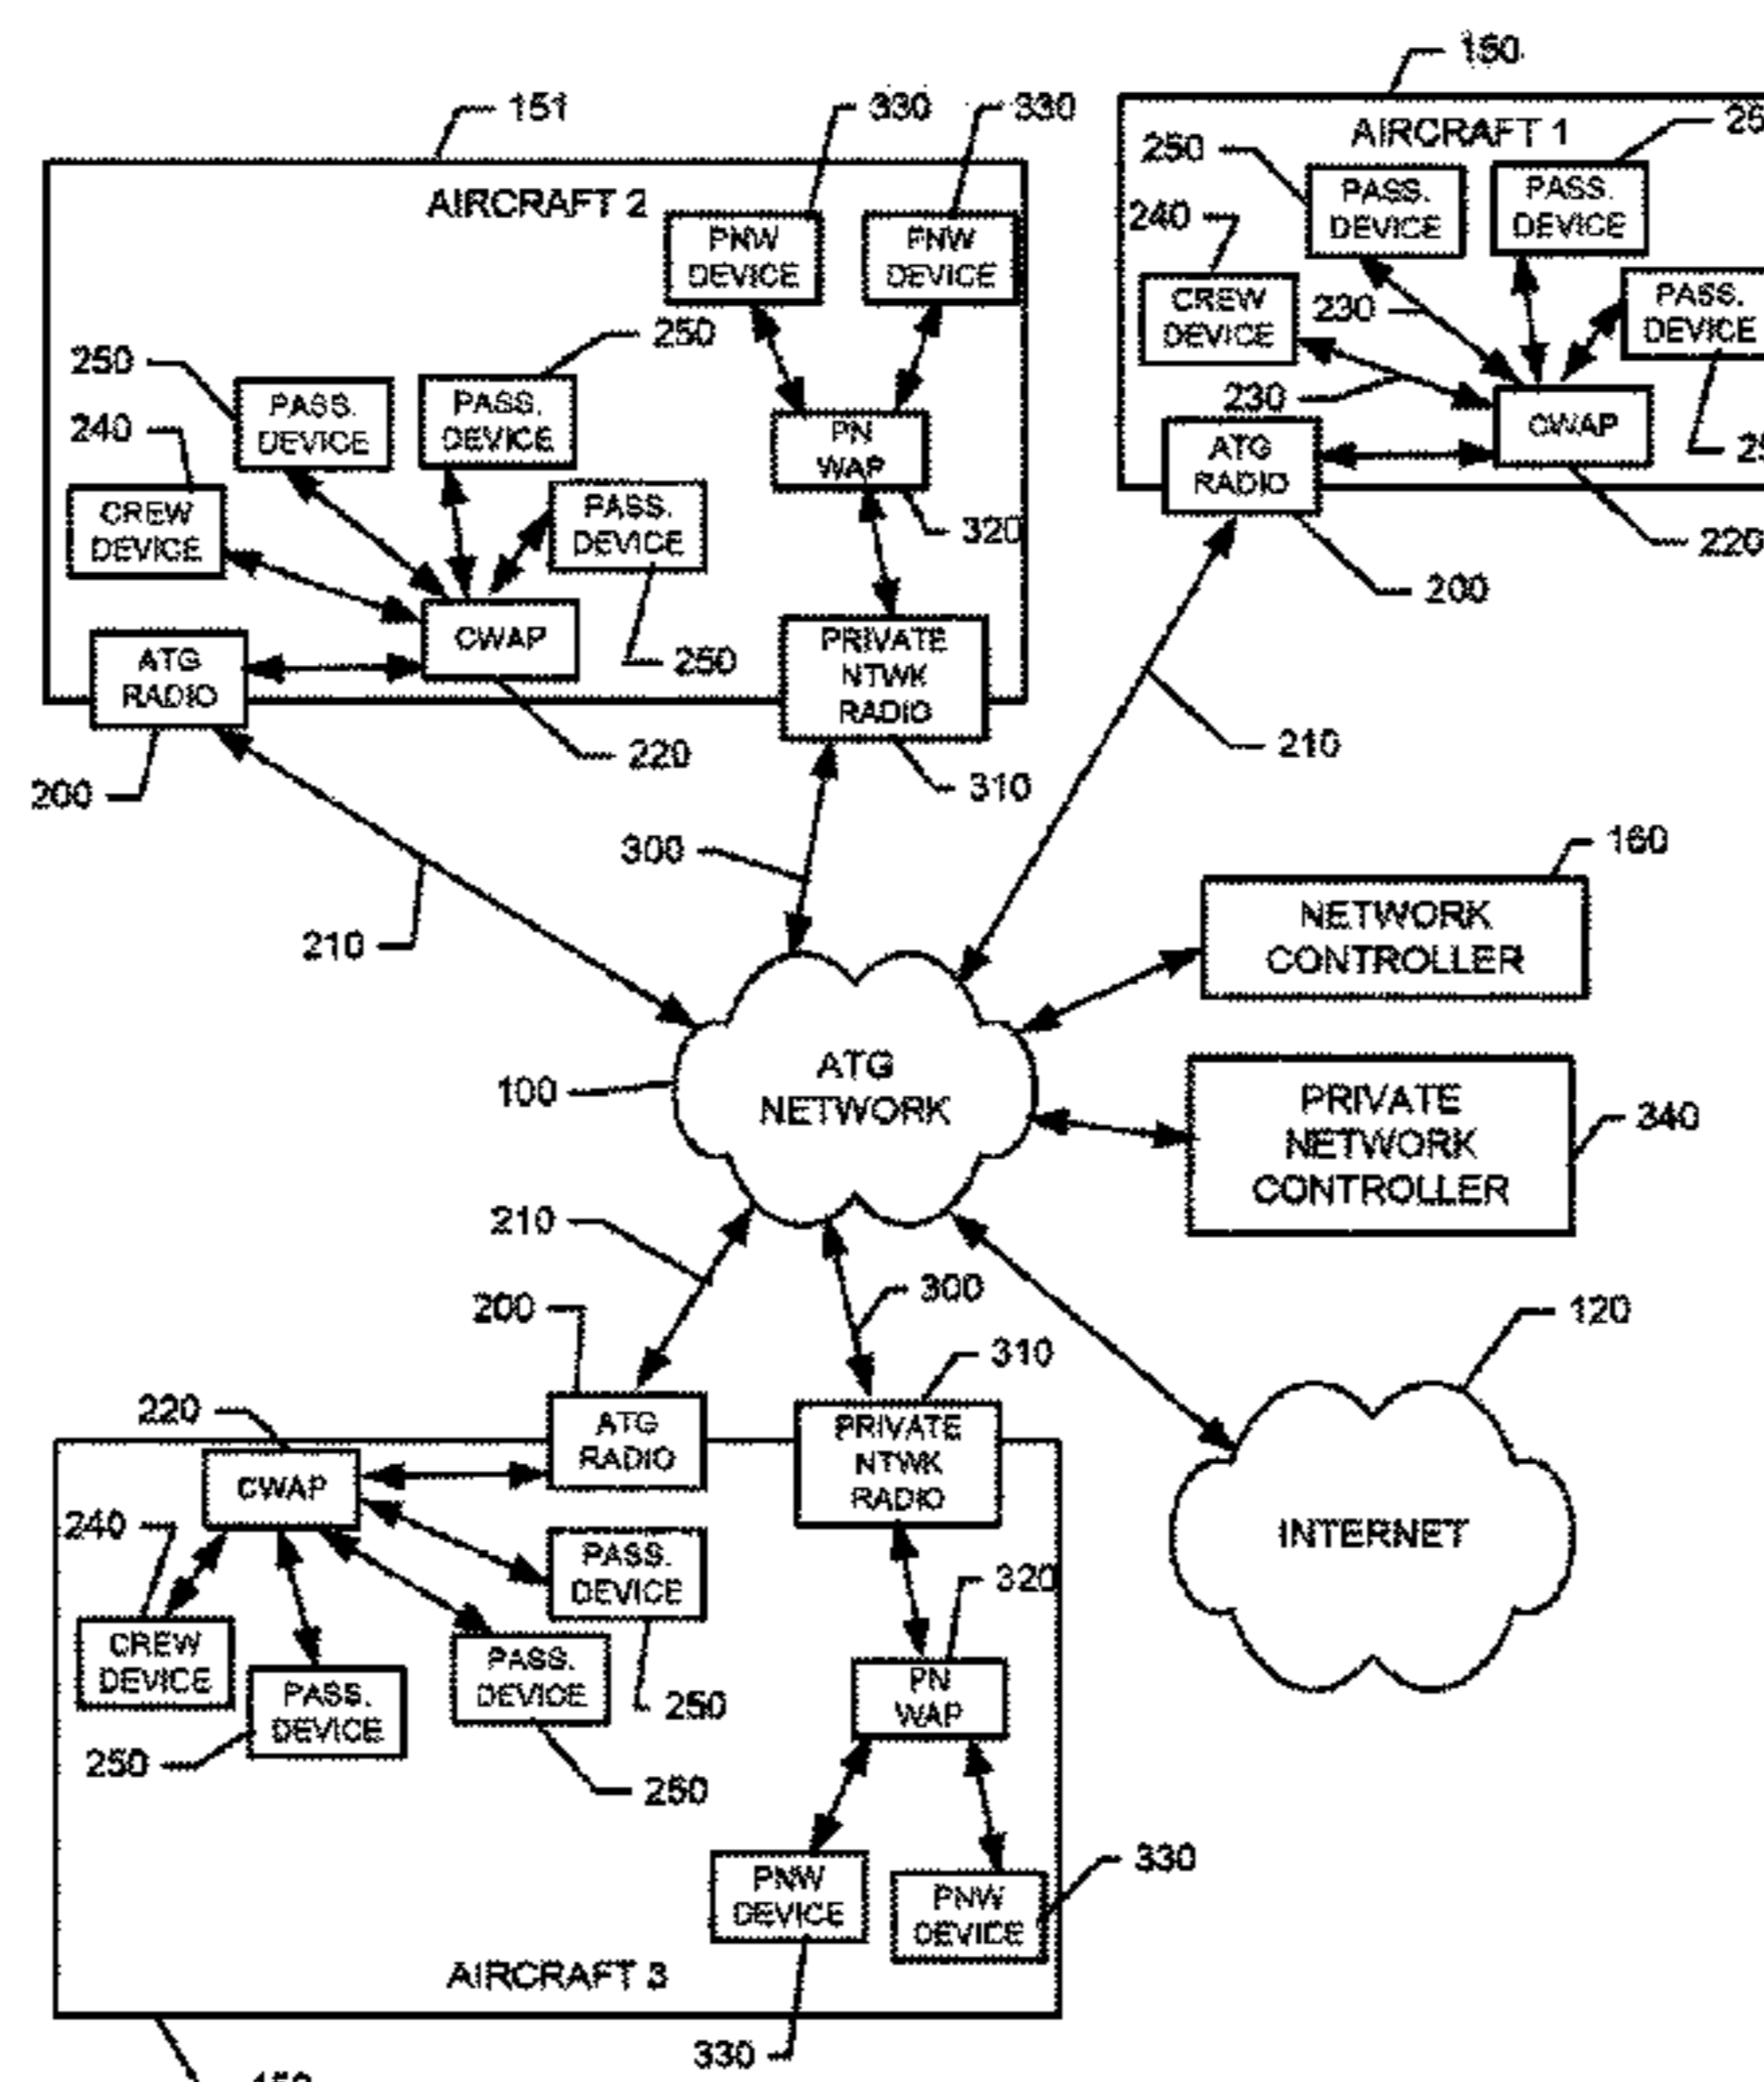 150
AIRCRAFT 1
250
PASS.
DEVICE
PASS.
DEVICE
240
CREW
DEVICE
230
PASS.
DEVICE
230
CWAP
ATG
RADIO
220
200
210
151
AIRCRAFT 2
330
330
PNW
DEVICE
PNW
DEVICE
250
250
PASS.
DEVICE
PASS.
DEVICE
240
PN
WAP
CREW
DEVICE
PASS.
DEVICE
320
CWAP
250
ATG
RADIO
PRIVATE
NTWK
RADIO
220
200
310
300
210
160
NETWORK
CONTROLLER
ATG
NETWORK
100
PRIVATE
NETWORK
CONTROLLER
340
210
300
200
310
120
INTERNET
220
ATG
RADIO
PRIVATE
NTWK
RADIO
CWAP
240
PASS.
DEVICE
320
CREW
DEVICE
PASS.
DEVICE
PASS.
DEVICE
PN
WAP
250
250
250
330
PNW
DEVICE
PNW
DEVICE
AIRCRAFT 3
330